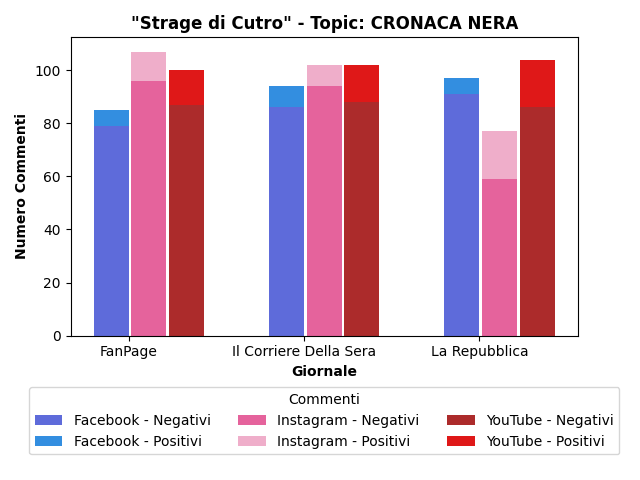 "Strage di Cutro" - Topic: CRONACA NERA
Numero Commenti
100
80
60
40
20
0
FanPage Il Corriere Della Sera La Repubblica
Giornale
Commenti
Facebook - Negativi Instagram - Negativi YouTube - Negativi
Facebook - Positivi Instagram - Positivi YouTube - Positivi